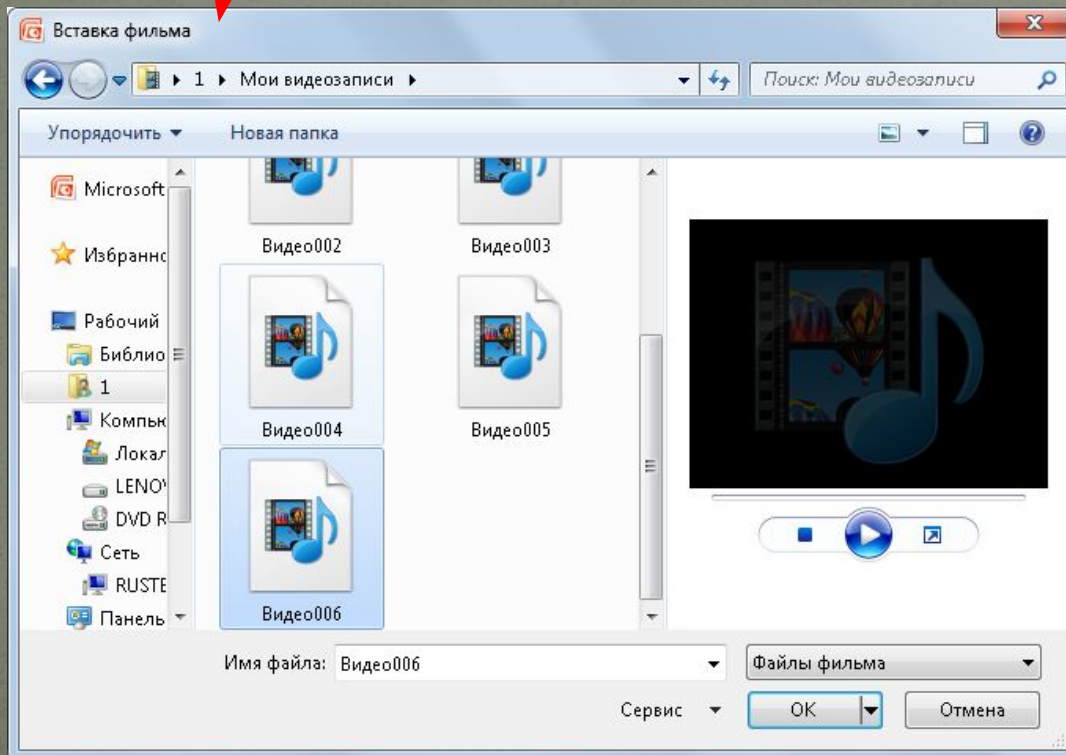 Вставка фильма
1 Мои видеозаписи
Поиск: Мои видеозаписи
Упорядочить Новая папка
Microsoft
Избраннс
Рабочий
Библио
1
Компьк
Локал
LENO
DVD R
Сеть
RUSTE
Панель
Видео002 Видео003
Видео004 Видео005
Видео006
Имя файла: Видео006 Файлы фильма
Сервис OK Отмена